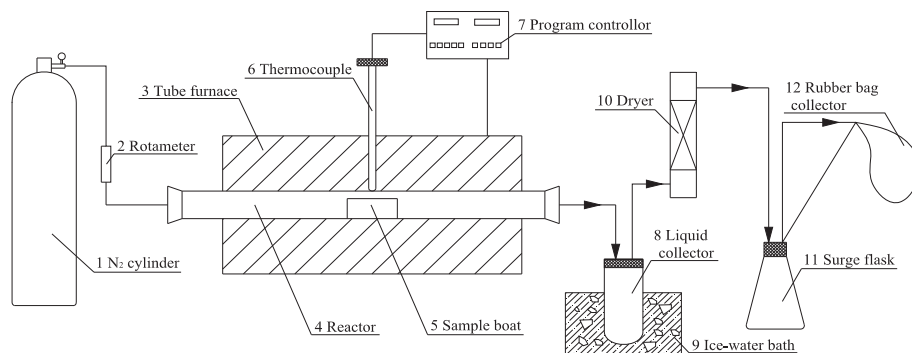 7 Program controllor
6 Thermocouple
3 Tube furnace
12 Rubber bag
collector
10 Dryer
2 Rotameter
8 Liquid
collector
1 N₂ cylinder
11 Surge flask
4 Reactor
5 Sample boat
9 Ice-water bath